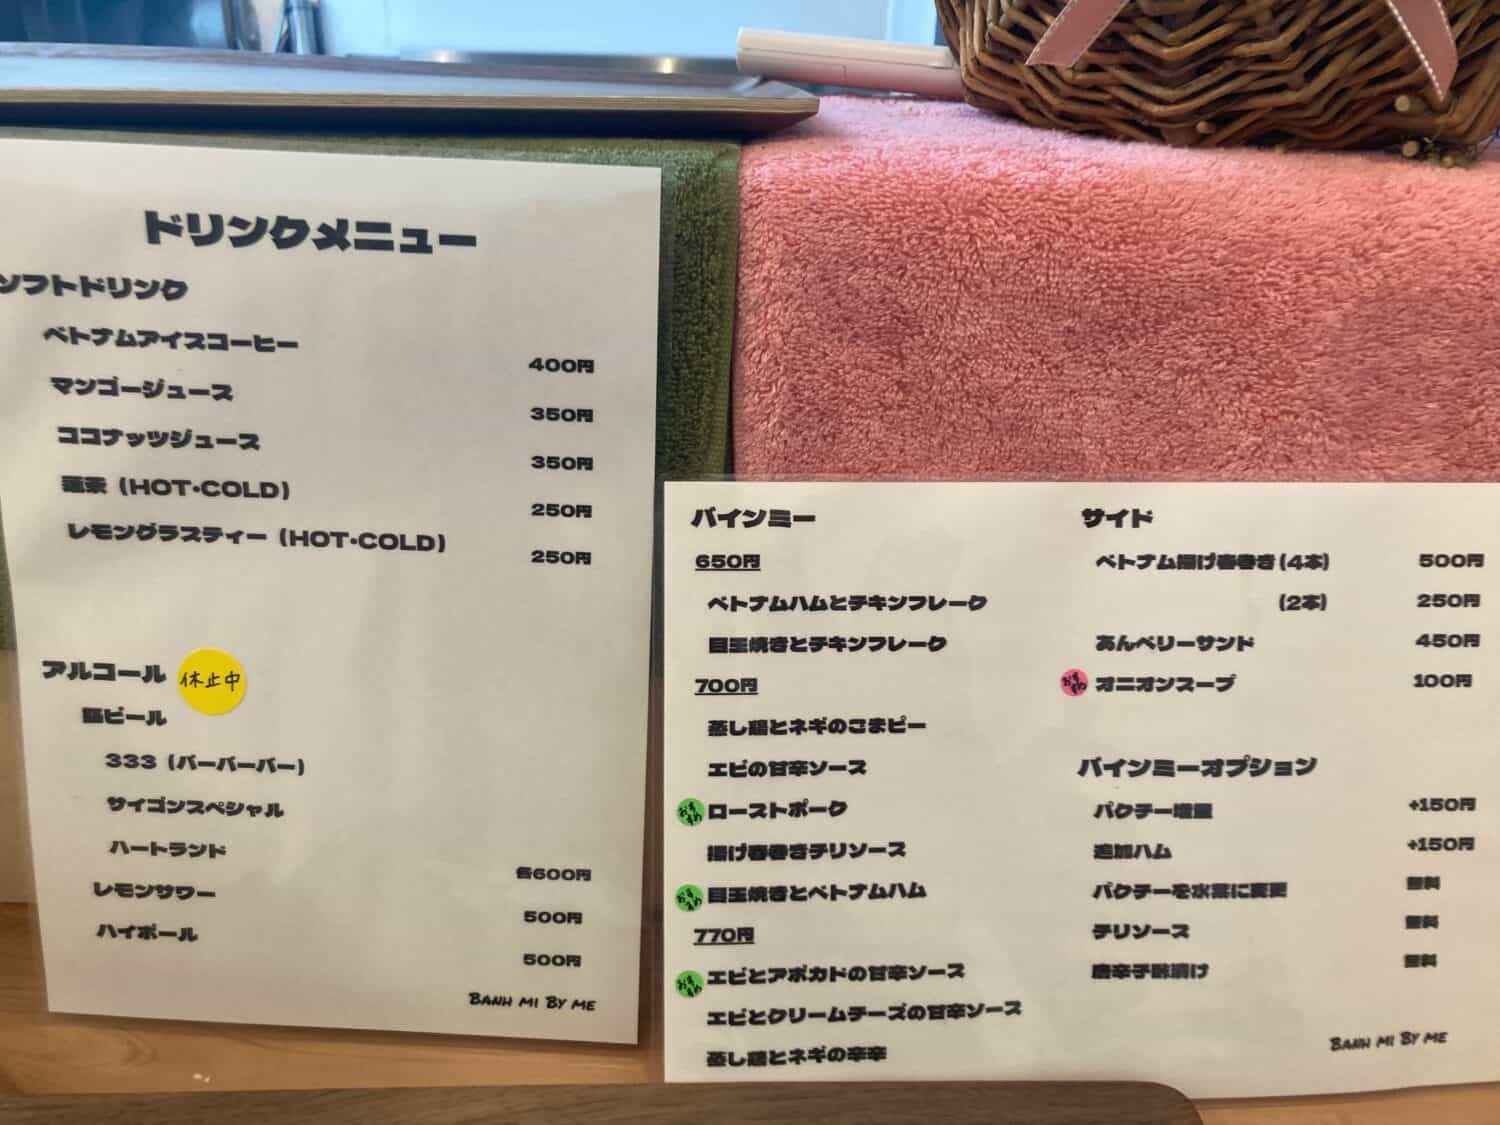 ドリンクメニュー
ソフトドリンク
ベトナムアイスコーヒー 400円
マンゴージュース 350円
ココナッツジュース 350円
蓮茶（HOT・COLD） 250円
レモングラスティー（HOT・COLD） 250円
アルコール 休止中
瓶ビール
333（バーバーバー）
サイゴンスペシャル
ハートランド 各600円
レモンサワー 500円
ハイボール 500円
BANH MI BY ME
バインミー
650円
ベトナムハムとチキンフレーク
目玉焼きとチキンフレーク
700円
蒸し鶏とネギのごまピー
エビの甘辛ソース
おすすめ ローストポーク
揚げ春巻きチリソース
おすすめ 目玉焼きとベトナムハム
770円
おすすめ エビとアボカドの甘辛ソース
エビとクリームチーズの甘辛ソース
蒸し鶏とネギの辛辛
サイド
ベトナム揚げ春巻き(4本) 500円
(2本) 250円
あんベリーサンド 450円
おすすめ オニオンスープ 100円
バインミーオプション
パクチー増量 +150円
追加ハム +150円
パクチーを水菜に変更 無料
チリソース 無料
唐辛子酢漬け 無料
BANH MI BY ME